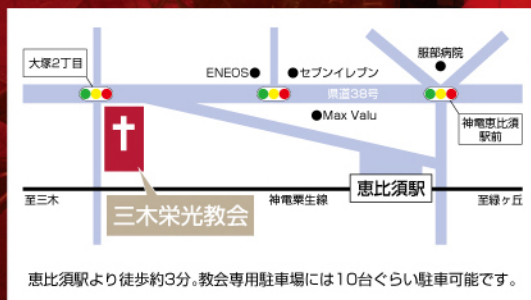 服部病院
大塚2丁目
ENEOS
セブンイレブン
県道38号
Max Valu
神電恵比須
駅前
恵比須駅
至三木
三木栄光教会
神電粟生線
至緑ヶ丘
恵比須駅より徒歩約3分。教会専用駐車場には10台ぐらい駐車可能です。